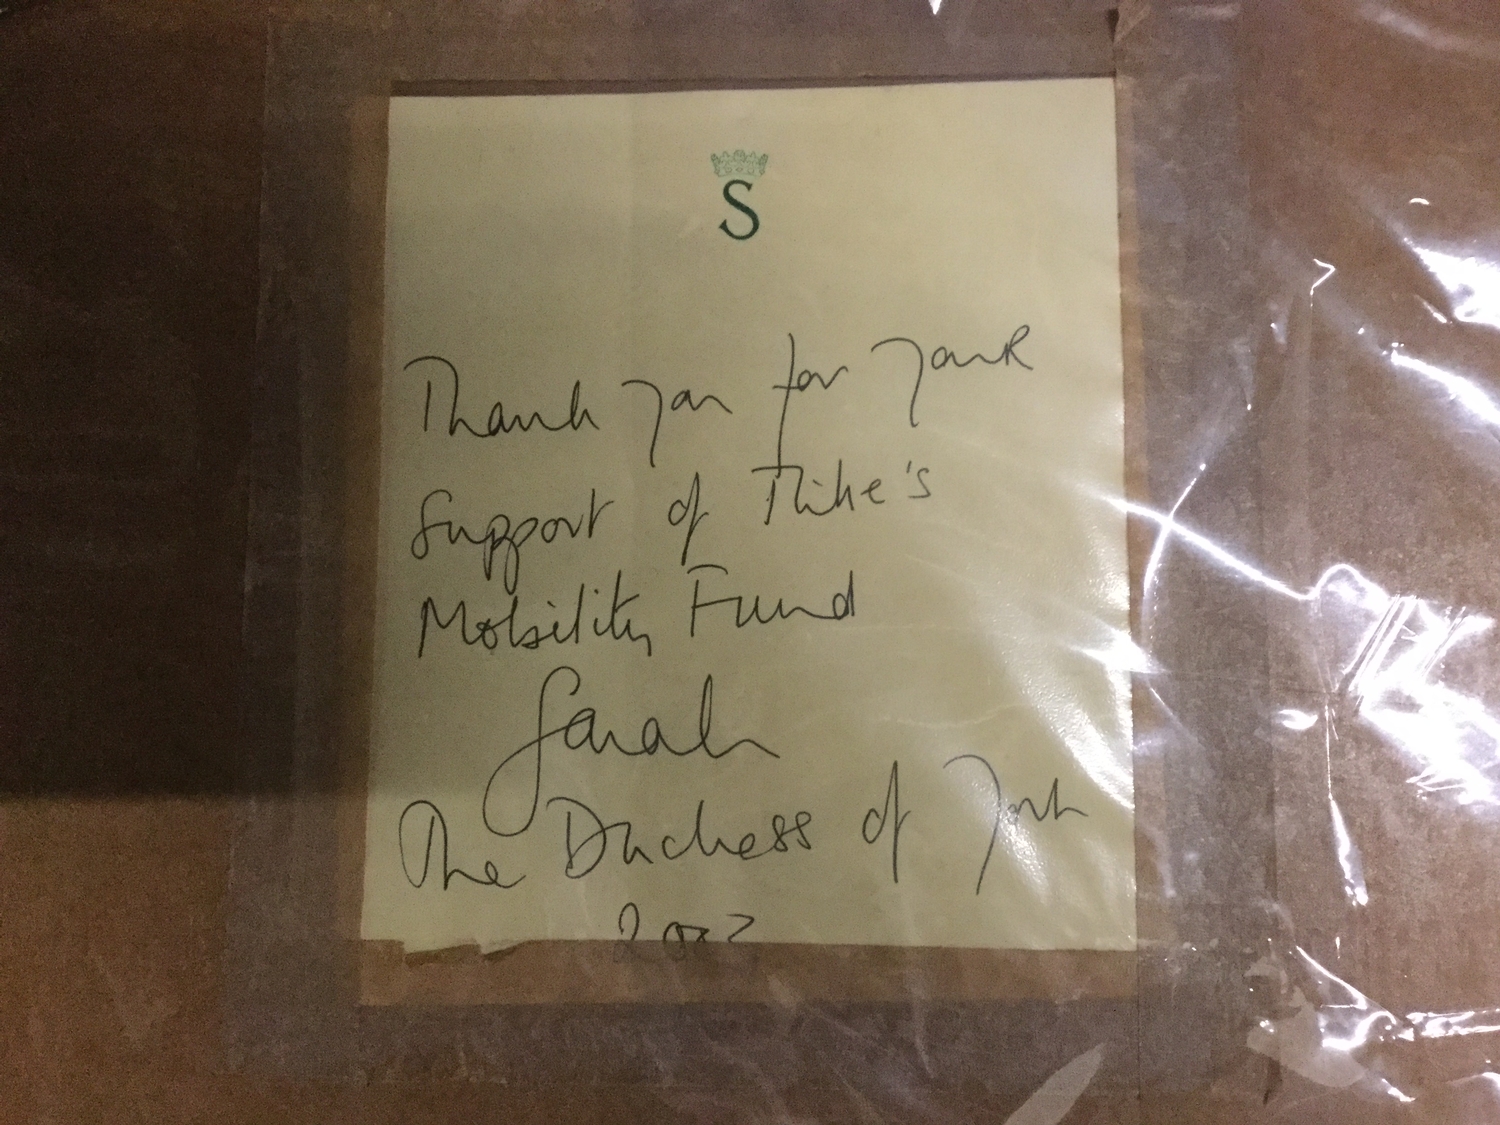 S
Thank you for your
Support of Mike's
Mobility Fund
Sarah
The Duchess of York